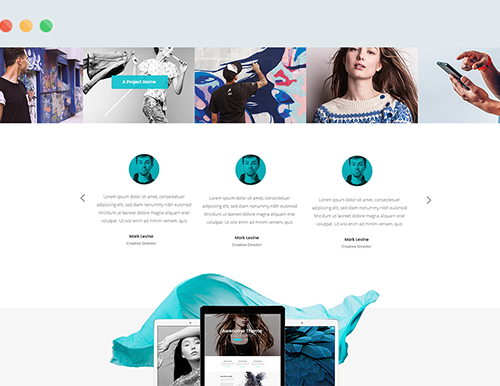 A Project Name
Lorem ipsum dolor sit amet, consectetuer
adipiscing elit, sed diam nonummy nibh euismod
tincidunt ut laoreet dolore magna aliquam erat
volutpat. Ut wisi enim ad minim veniam, quis
Mark Levine
Creative Director
Lorem ipsum dolor sit amet, consectetuer
adipiscing elit, sed diam nonummy nibh euismod
tincidunt ut laoreet dolore magna aliquam erat
volutpat. Ut wisi enim ad minim veniam, quis
Mark Levine
Creative Director
Lorem ipsum dolor sit amet, consectetuer
adipiscing elit, sed diam nonummy nibh euismod
tincidunt ut laoreet dolore magna aliquam erat
volutpat. Ut wisi enim ad minim veniam, quis
Mark Levine
Creative Director
Awesome Theme